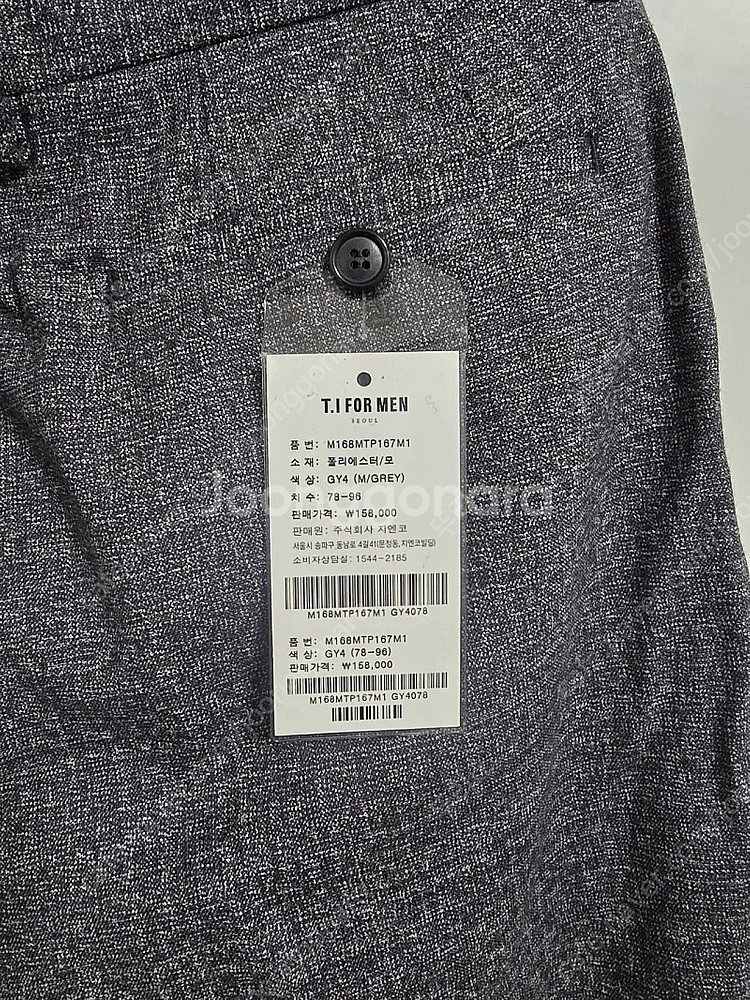 T.I FOR MEN
SEOUL
품 번: M168MTP167M1
소 재: 폴리에스터/모
색 상: GY4 (M/GREY)
치 수: 78-96
판매가격: ₩158,000
판매원: 주식회사 지엔코
서울시 송파구 동남로 4길41(문정동,지엔코빌딩)
소비자상담실: 1544-2185
M168MTP167M1 GY4078
품 번: M168MTP167M1
색 상: GY4 (78-96)
판매가격: ₩158,000
M168MTP167M1 GY4078
Joonggonara